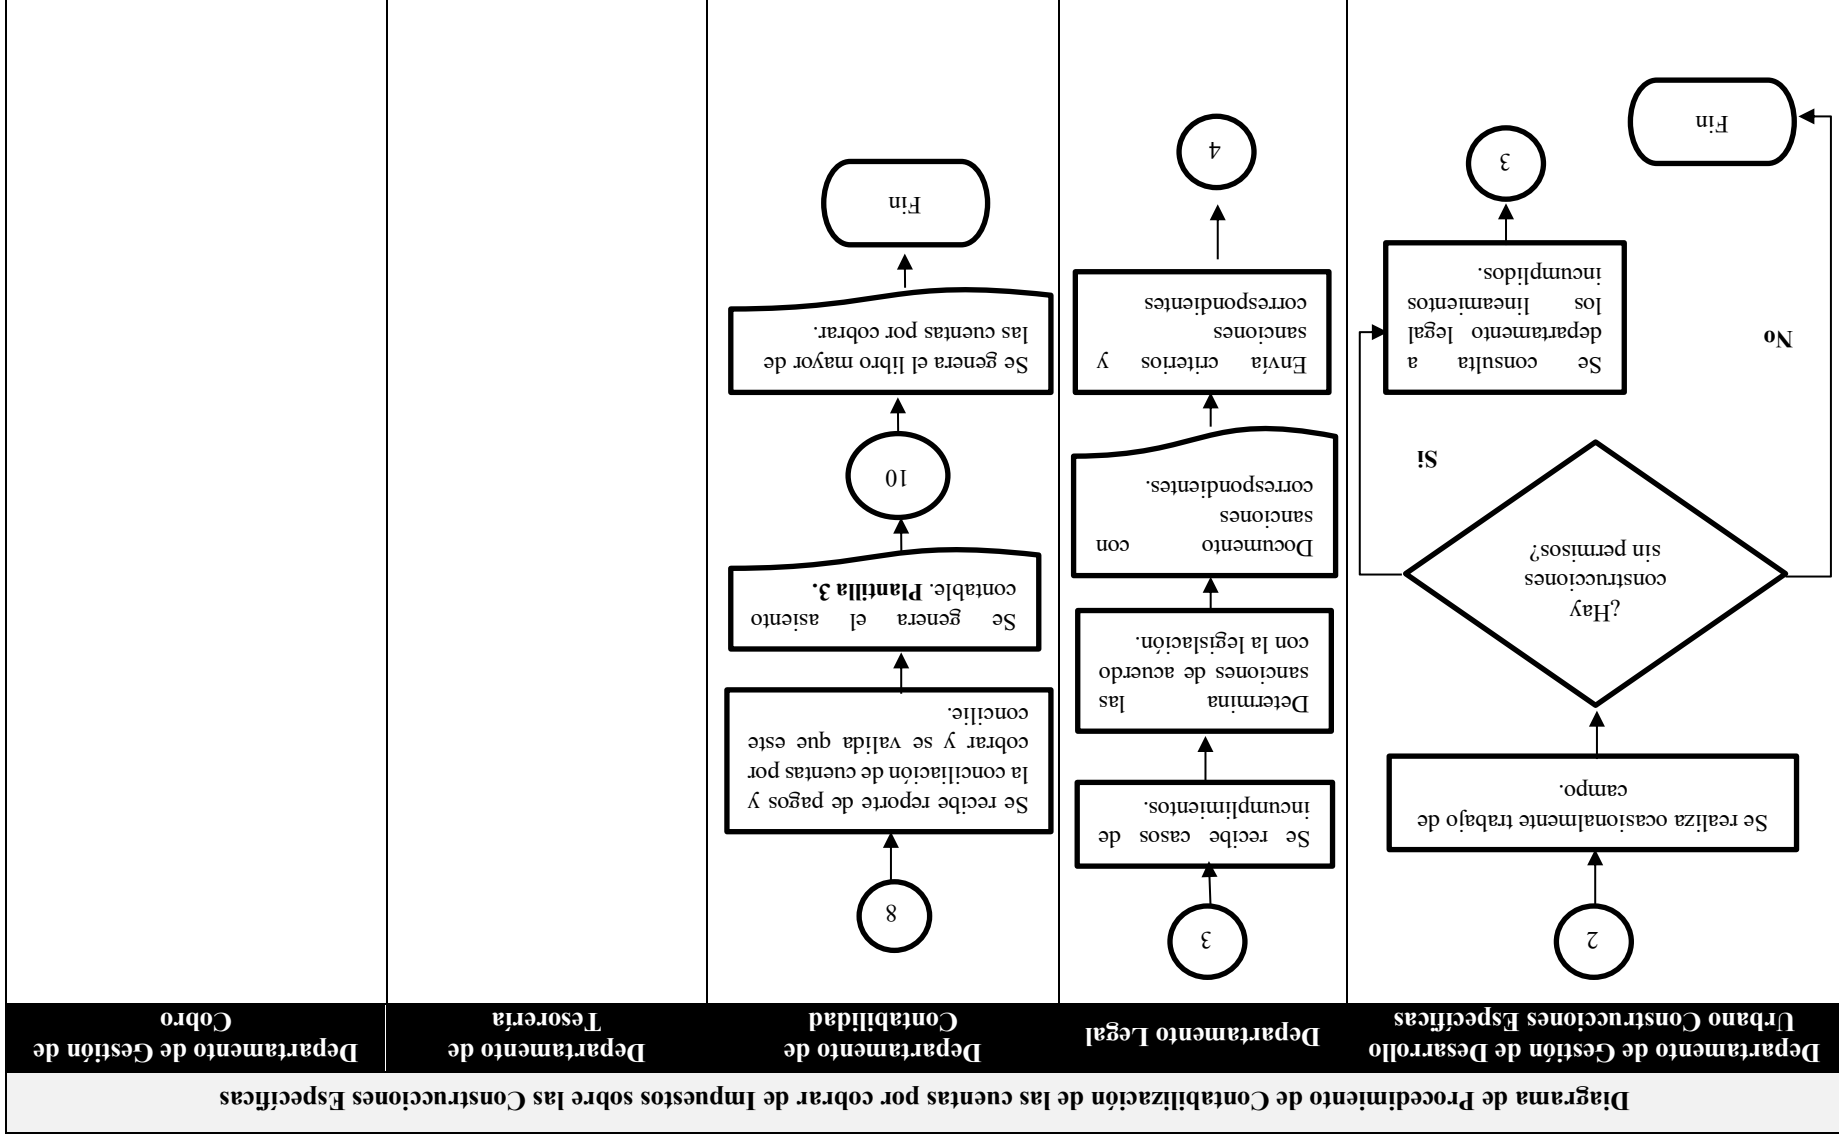 Diagrama de Procedimiento de Contabilización de las cuentas por cobrar de Impuestos sobre las Construcciones Específicas
Departamento de Gestión de Desarrollo
Urbano Construcciones Específicas
Departamento Legal
Departamento de
Contabilidad
Departamento de
Tesorería
Departamento de Gestión de
Cobro
2
Se realiza ocasionalmente trabajo de
campo.
¿Hay
construcciones
sin permisos?
Si
No
Se consulta a
departamento legal
los lineamientos
incumplidos.
3
Fin
3
Se recibe casos de
incumplimientos.
Determina las
sanciones de acuerdo
con la legislación.
Documento con
sanciones
correspondientes.
Envía criterios y
sanciones
correspondientes
4
8
Se recibe reporte de pagos y
la conciliación de cuentas por
cobrar y se valida que este
concilie.
Se genera el asiento
contable. Plantilla 3.
10
Se genera el libro mayor de
las cuentas por cobrar.
Fin